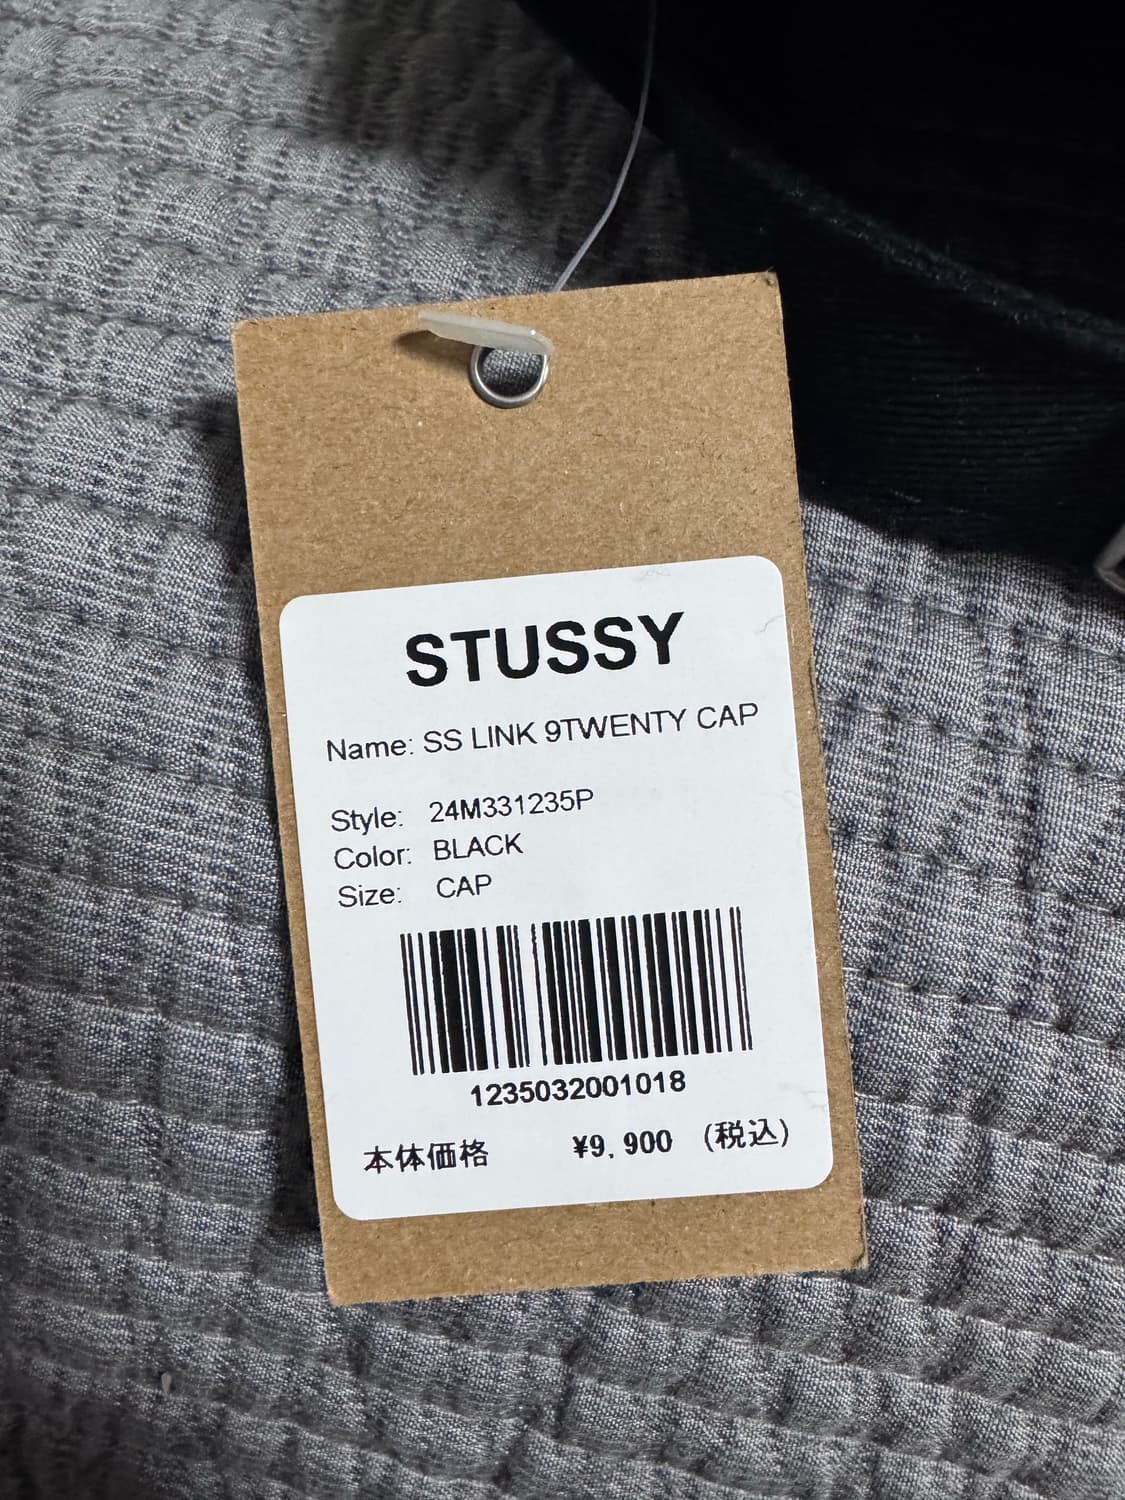 STUSSY
Name: SS LINK 9TWENTY CAP
Style: 24M331235P
Color: BLACK
Size: CAP
1235032001018
本体価格 ¥9,900 (税込)